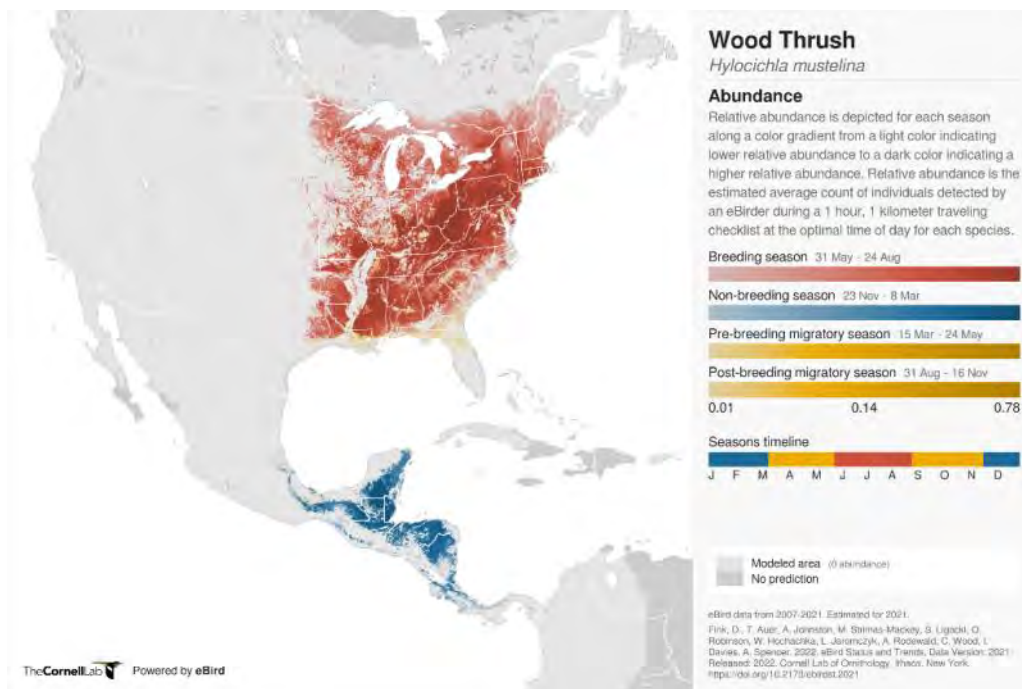 Wood Thrush
Hylocichla mustelina
Abundance
Relative abundance is depicted for each season
along a color gradient from a light color indicating
lower relative abundance to a dark color indicating a
higher relative abundance. Relative abundance is the
estimated average count of individuals detected by
an eBirder during a 1 hour, 1 kilometer traveling
checklist at the optimal time of day for each species.
Breeding season 31 May - 24 Aug
Non-breeding season 23 Nov - 8 Mar
Pre-breeding migratory season 15 Mar - 24 May
Post-breeding migratory season 31 Aug - 16 Nov
0.01 0.14 0.78
Seasons timeline
J F M A M J J A S O N D
Modeled area (0 abundance)
No prediction
eBird data from 2007-2021. Estimated for 2021.
Fink, D., T. Auer, A. Johnston, M. Strimas-Mackey, S. Ligocki, O.
Robinson, W. Hochachka, L. Jaromczyk, A. Rodewald, C. Wood, I.
Davies, A. Spencer. 2022. eBird Status and Trends, Data Version: 2021;
Released: 2022. Cornell Lab of Ornithology, Ithaca, New York.
https://doi.org/10.2173/ebirdst.2021
TheCornellLab Powered by eBird